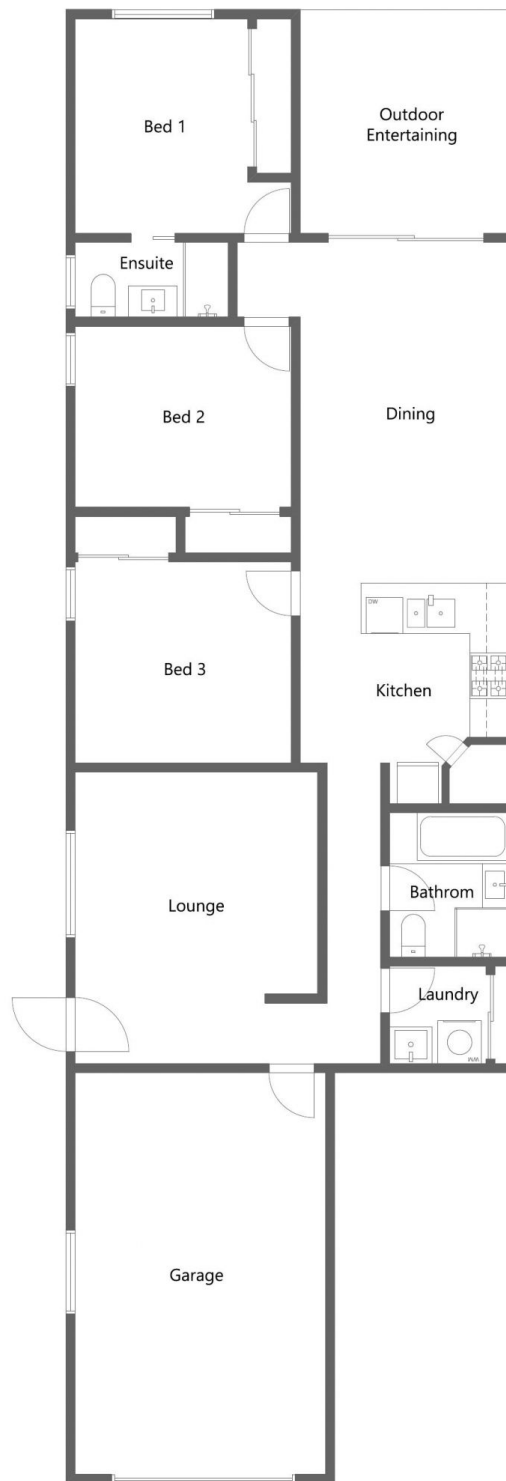 Bed 1
Outdoor
Entertaining
Ensuite
Bed 2
Dining
DW
Bed 3
Kitchen
Lounge
Bathrom
Laundry
WM
Garage